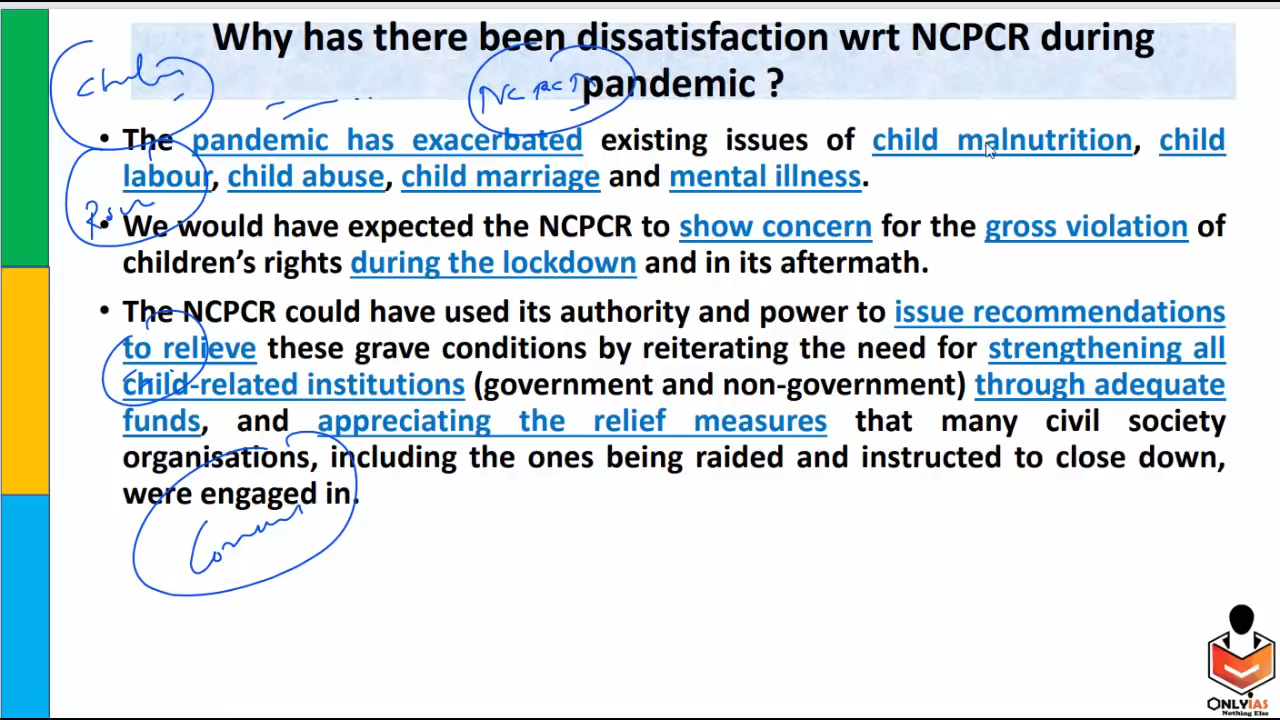 Why has there been dissatisfaction wrt NCPCR during
pandemic ?
NCPCR
• The pandemic has exacerbated existing issues of child malnutrition, child
labour, child abuse, child marriage and mental illness.
• We would have expected the NCPCR to show concern for the gross violation of
children's rights during the lockdown and in its aftermath.
• The NCPCR could have used its authority and power to issue recommendations
to relieve these grave conditions by reiterating the need for strengthening all
child-related institutions (government and non-government) through adequate
funds, and appreciating the relief measures that many civil society
organisations, including the ones being raided and instructed to close down,
were engaged in.
ONLYIAS
Nothing Else